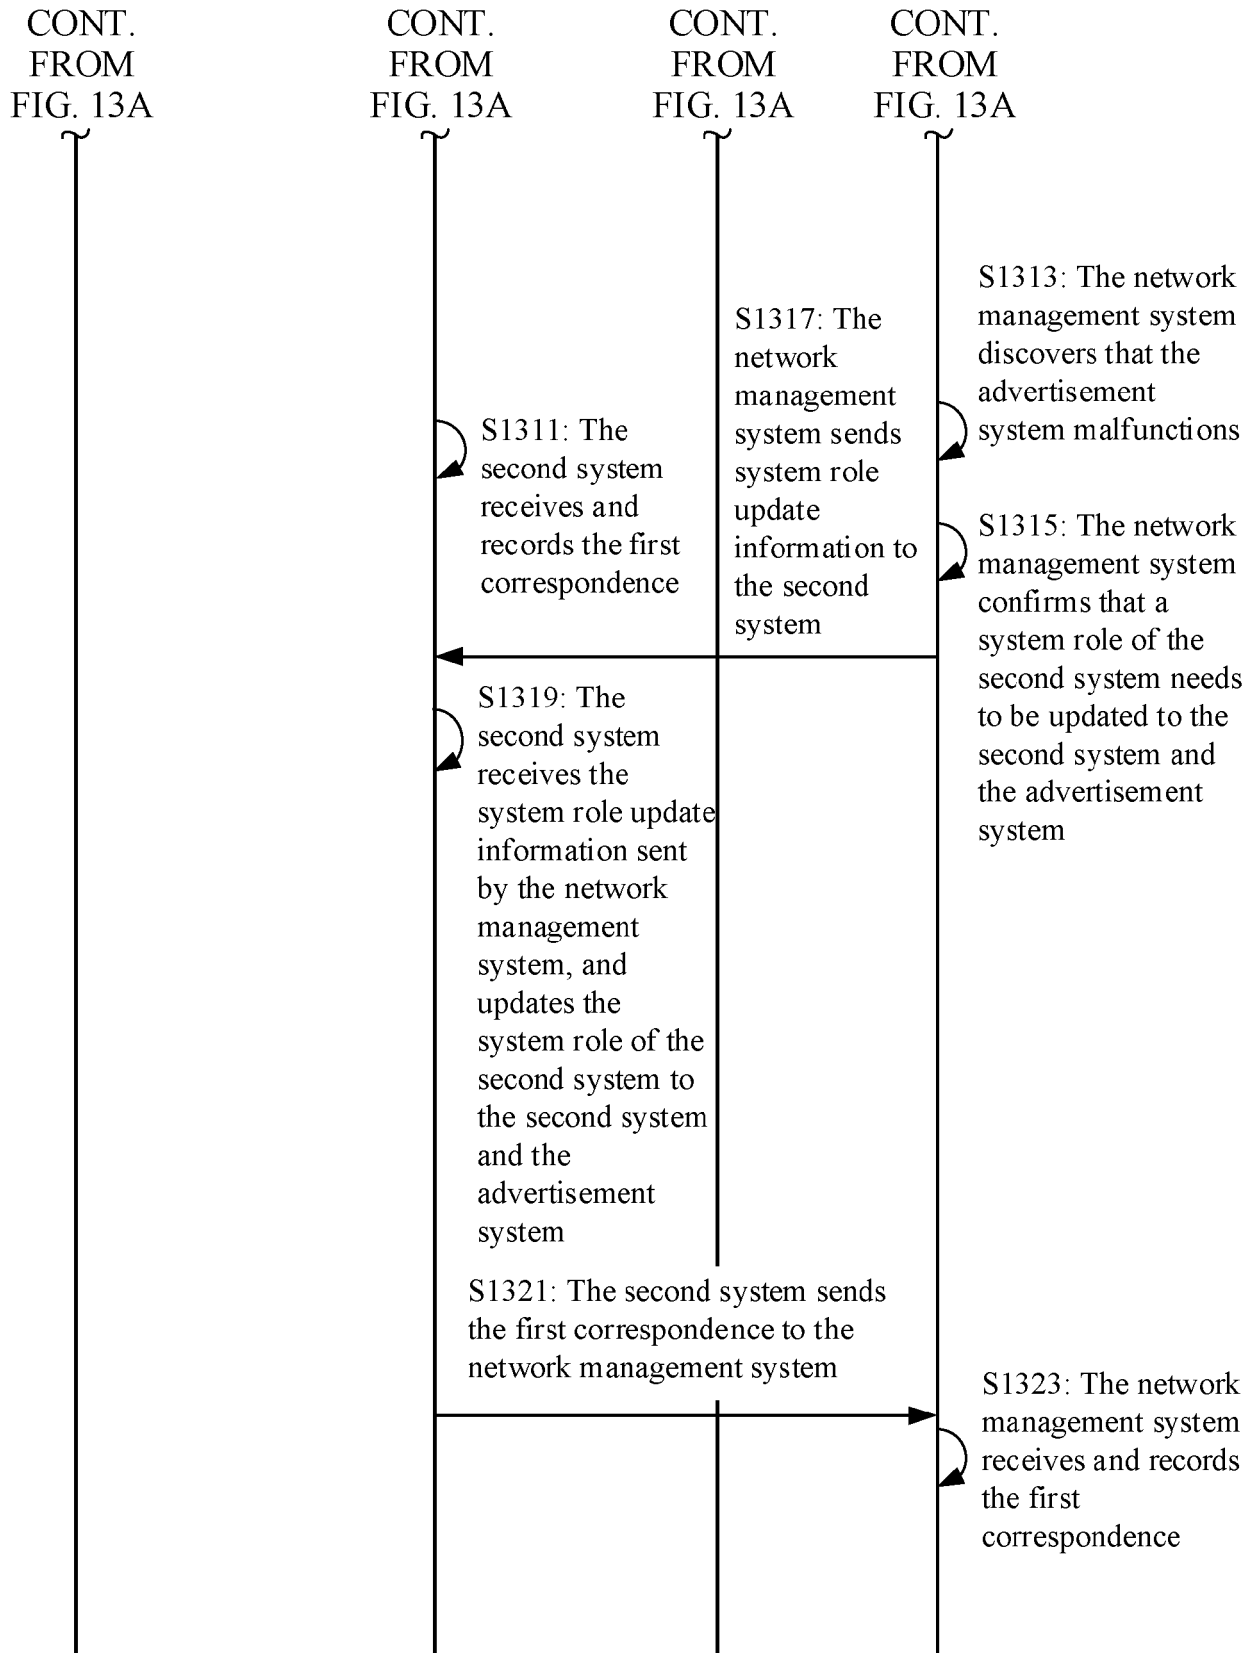 CONT.
FROM
FIG. 13A
CONT.
FROM
FIG. 13A
CONT.
FROM
FIG. 13A
CONT.
FROM
FIG. 13A
S1313: The network
management system
discovers that the
advertisement
system malfunctions
S1317: The
network
management
system sends
system role
update
information to
the second
system
S1311: The
second system
receives and
records the first
correspondence
S1315: The network
management system
confirms that a
system role of the
second system needs
to be updated to the
second system and
the advertisement
system
S1319: The
second system
receives the
system role update
information sent
by the network
management
system, and
updates the
system role of the
second system to
the second system
and the
advertisement
system
S1321: The second system sends
the first correspondence to the
network management system
S1323: The network
management system
receives and records
the first
correspondence